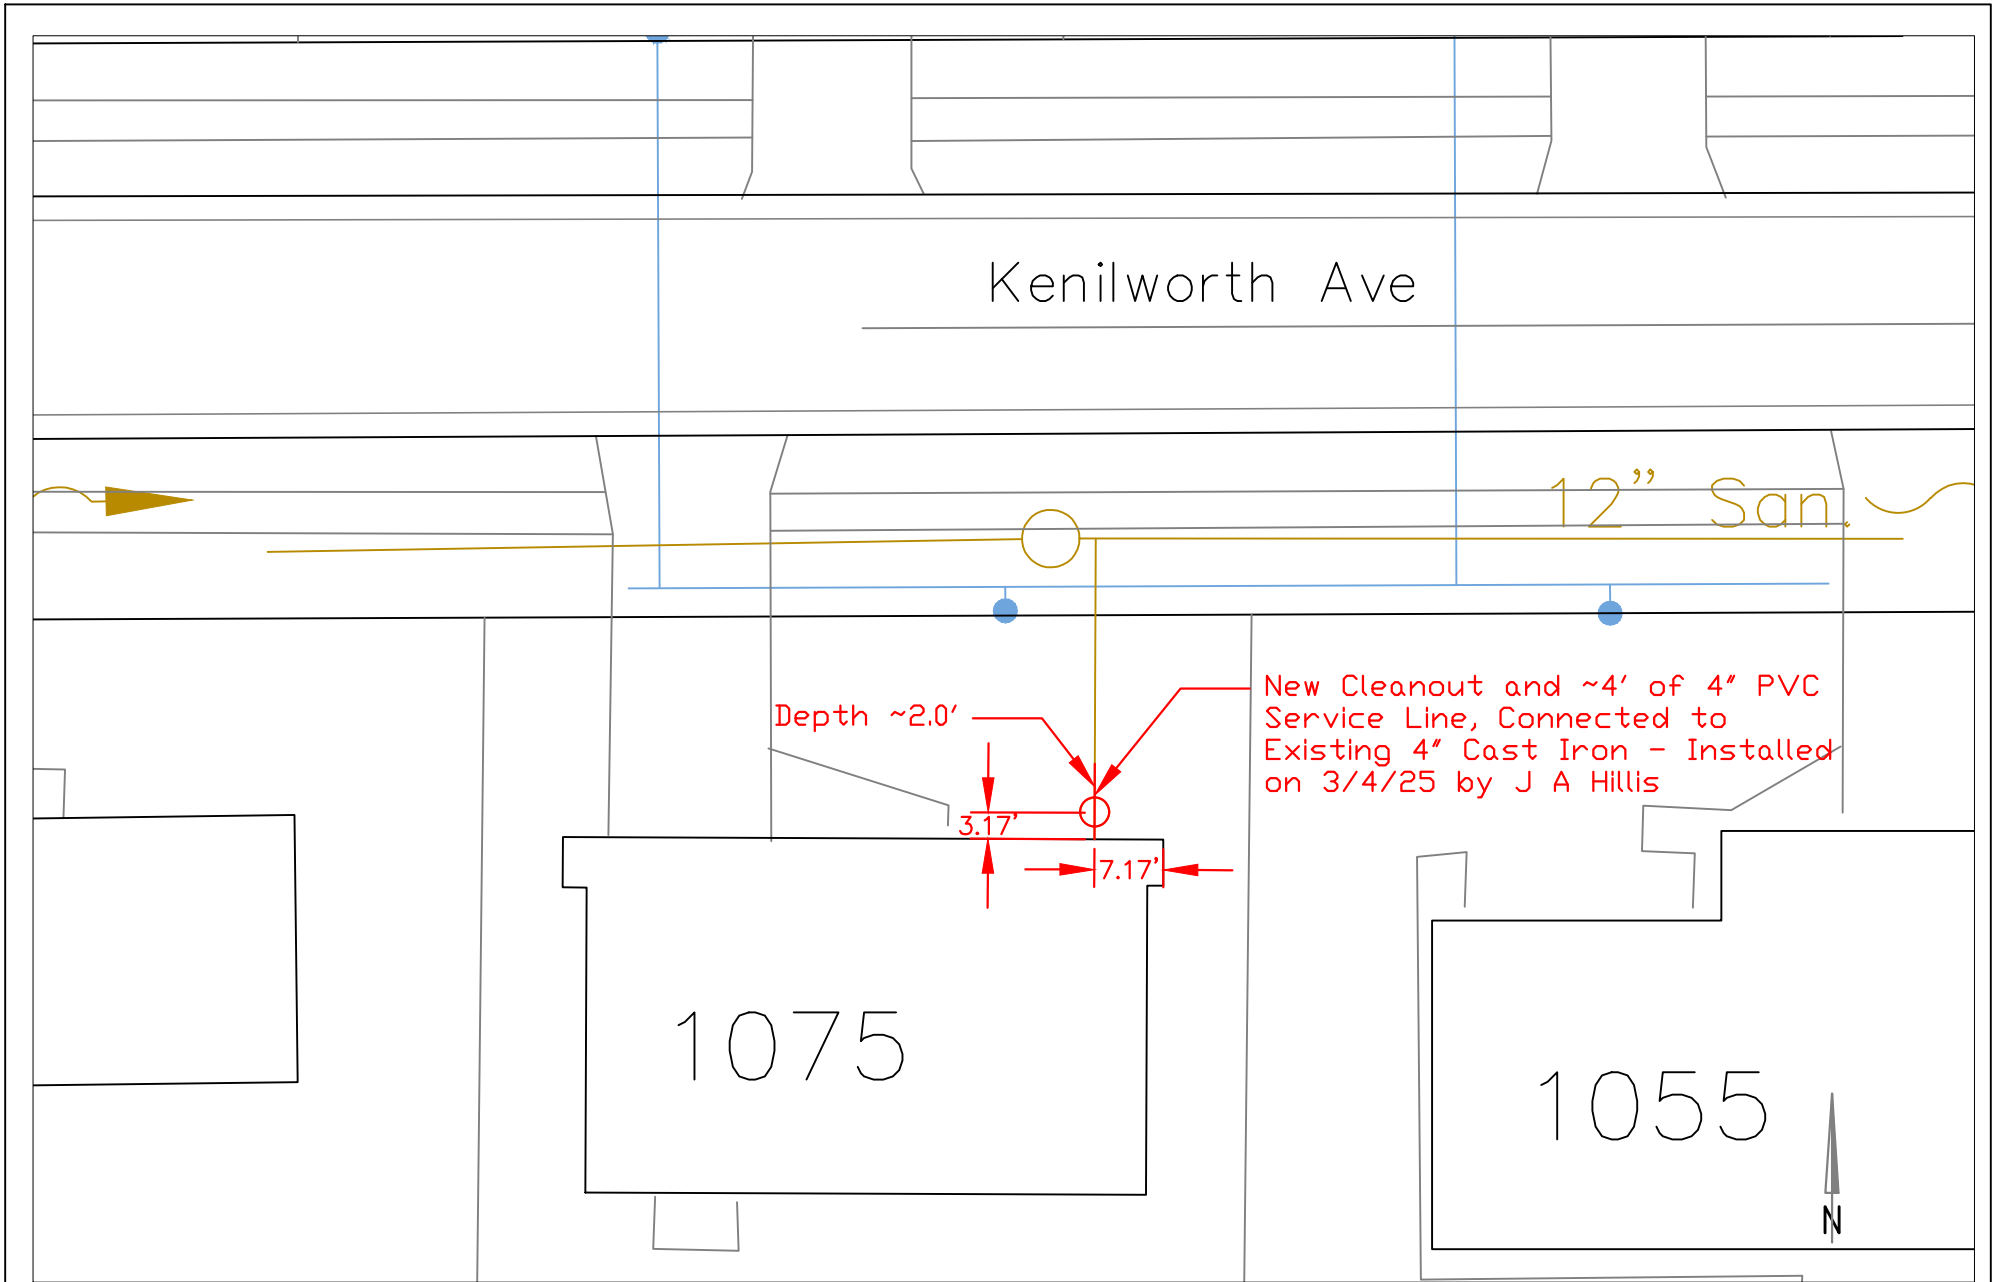 Kenilworth Ave
12" San.
New Cleanout and ~4' of 4" PVC
Service Line, Connected to
Existing 4" Cast Iron - Installed
on 3/4/25 by J A Hillis
Depth ~2.0'
3.17'
7.17'
1075
1055
N